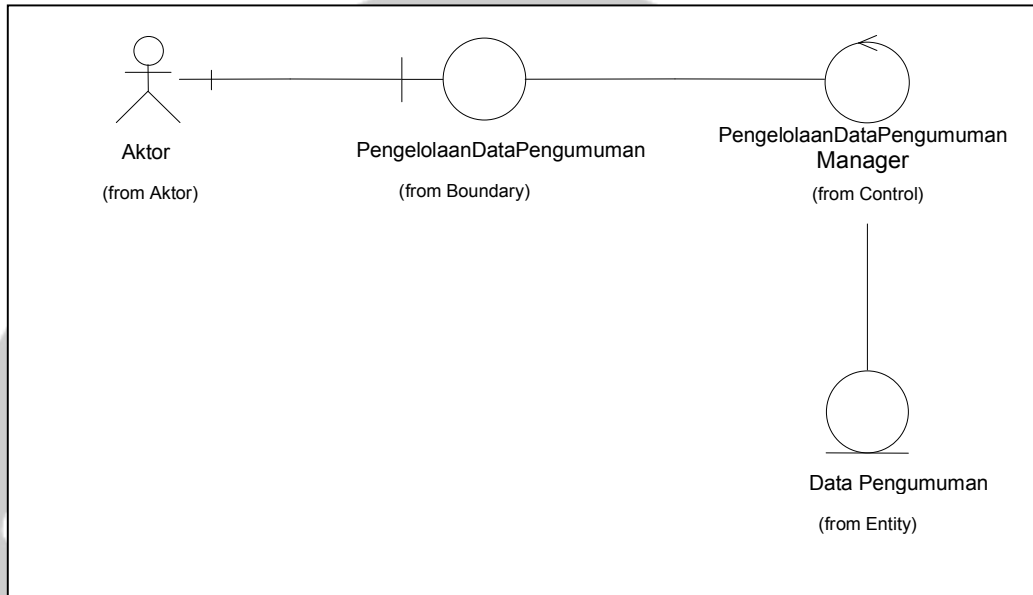 Aktor
(from Aktor)
PengelolaanDataPengumuman
(from Boundary)
PengelolaanDataPengumuman
Manager
(from Control)
Data Pengumuman
(from Entity)